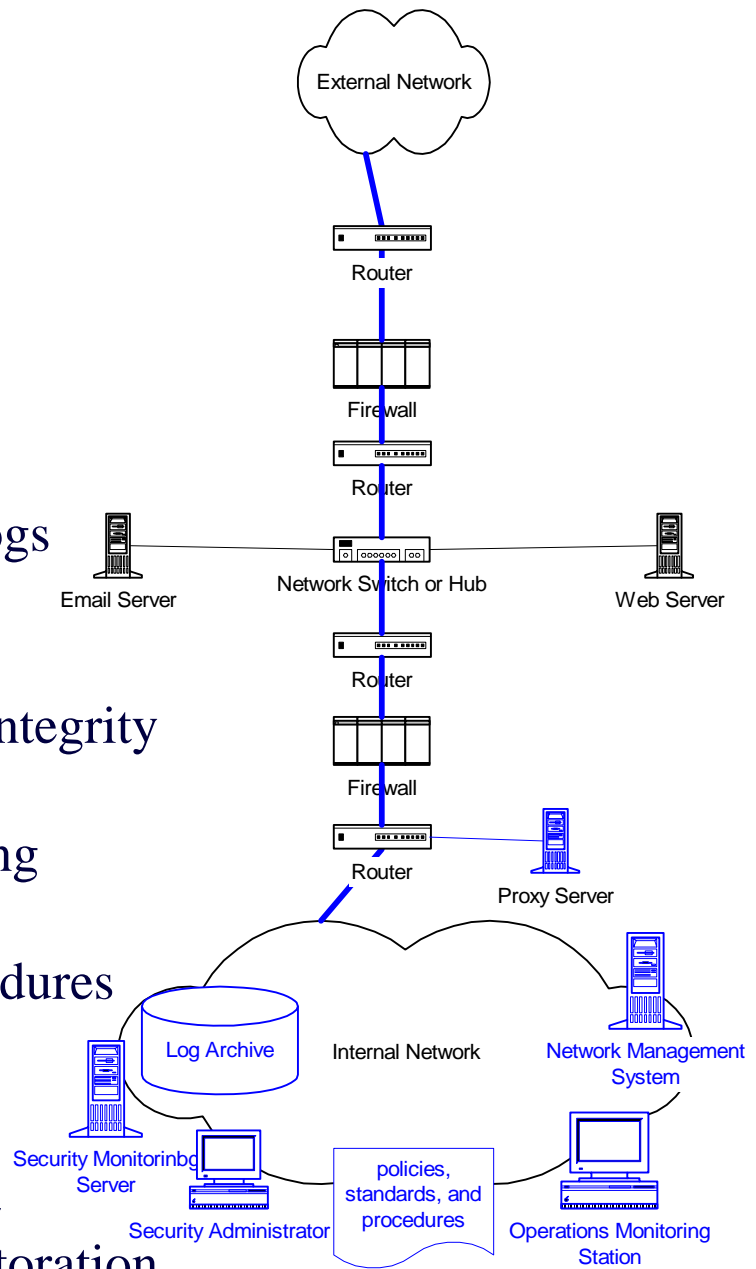 External Network
Router
Firewall
Router
Email Server
Network Switch or Hub
Web Server
Router
Firewall
Router
Proxy Server
ogs
ntegrity
ng
dures
toration
Log Archive
Internal Network
Network Management
System
Security Monitorinbg
Server
Security Administrator
policies,
standards, and
procedures
Operations Monitoring
Station